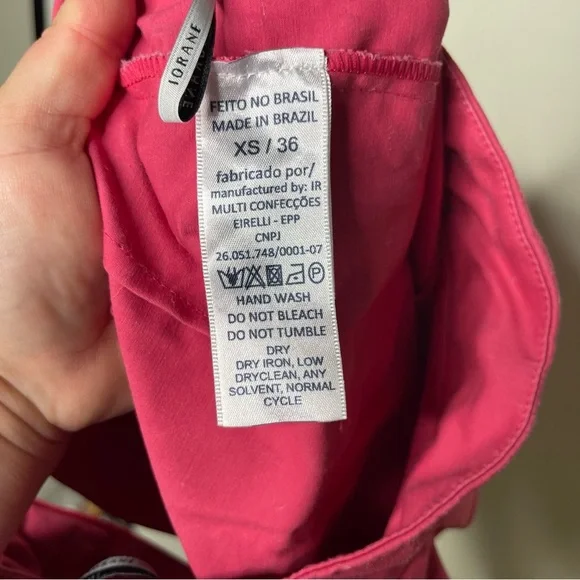 IORANE
FEITO NO BRASIL
MADE IN BRAZIL
XS / 36
fabricado por/
manufactured by: IR
MULTI CONFECÇÕES
EIRELLI - EPP
CNPJ
26.051.748/0001-07
HAND WASH
DO NOT BLEACH
DO NOT TUMBLE
DRY
DRY IRON, LOW
DRYCLEAN, ANY
SOLVENT, NORMAL
CYCLE